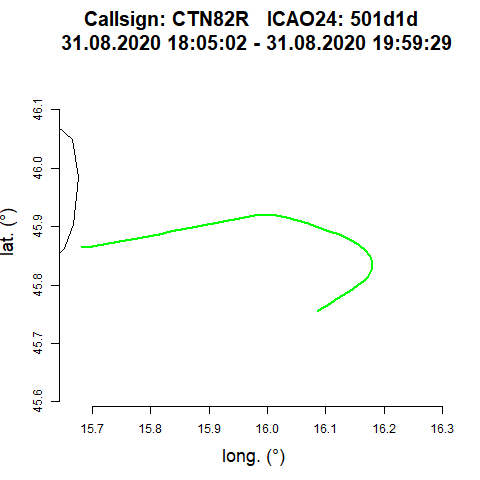 Callsign: CTN82R   ICAO24: 501d1d
31.08.2020 18:05:02 - 31.08.2020 19:59:29
46.1
46.0
45.9
45.8
45.7
45.6
lat. (°)
15.7 15.8 15.9 16.0 16.1 16.2 16.3
long. (°)